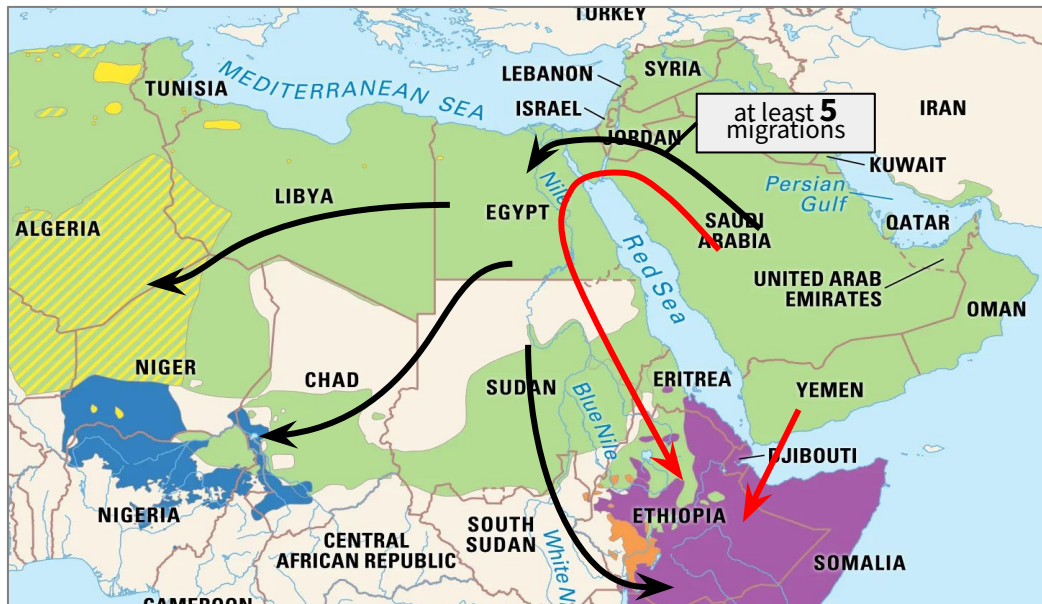 TURKEY
MEDITERRANEAN SEA
TUNISIA
LEBANON
SYRIA
ISRAEL
JORDAN
at least 5
migrations
IRAN
KUWAIT
Persian
Gulf
QATAR
ALGERIA
LIBYA
EGYPT
Nile
SAUDI
ARABIA
Red Sea
UNITED ARAB
EMIRATES
OMAN
NIGER
CHAD
SUDAN
Blue Nile
ERITREA
YEMEN
DJIBOUTI
NIGERIA
CENTRAL
AFRICAN REPUBLIC
SOUTH
SUDAN
White N
ETHIOPIA
SOMALIA
CAMEROON